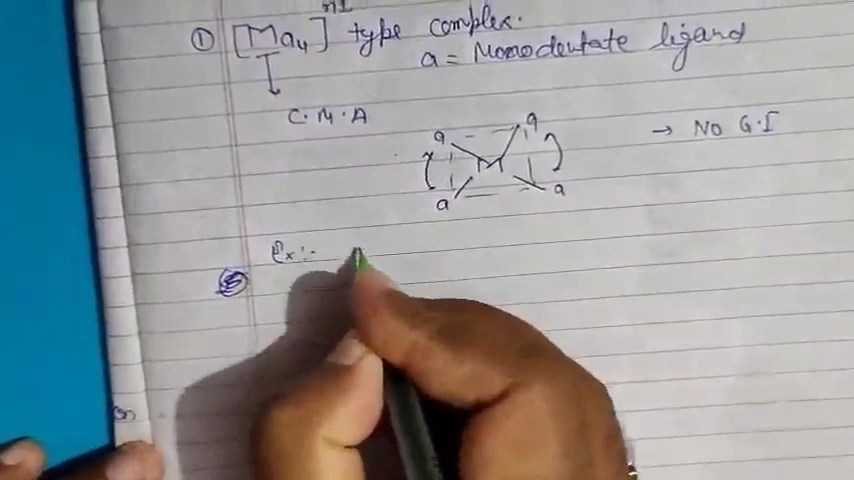 ① [Ma₄]ⁿ± type complex.
a = Monodentate ligand
C.M.A
a a
M
a a
→ No G.I
Ex:-